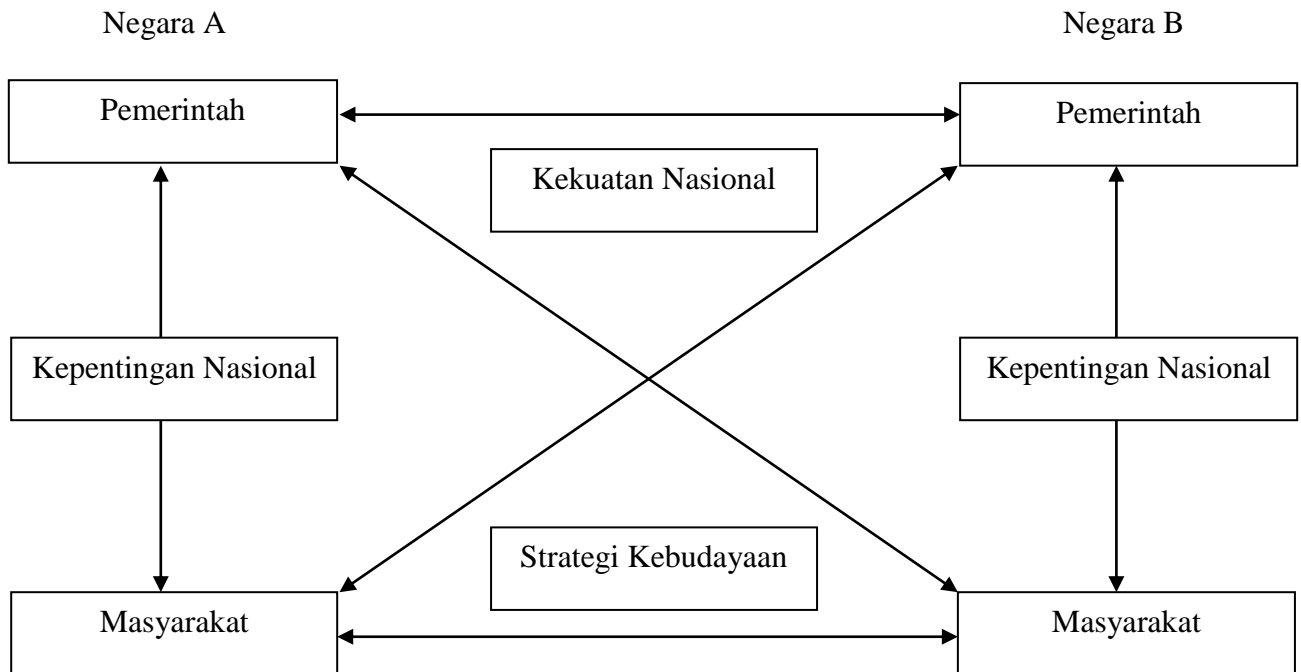 Negara A
Negara B
Pemerintah
Pemerintah
Kekuatan Nasional
Kepentingan Nasional
Kepentingan Nasional
Strategi Kebudayaan
Masyarakat
Masyarakat